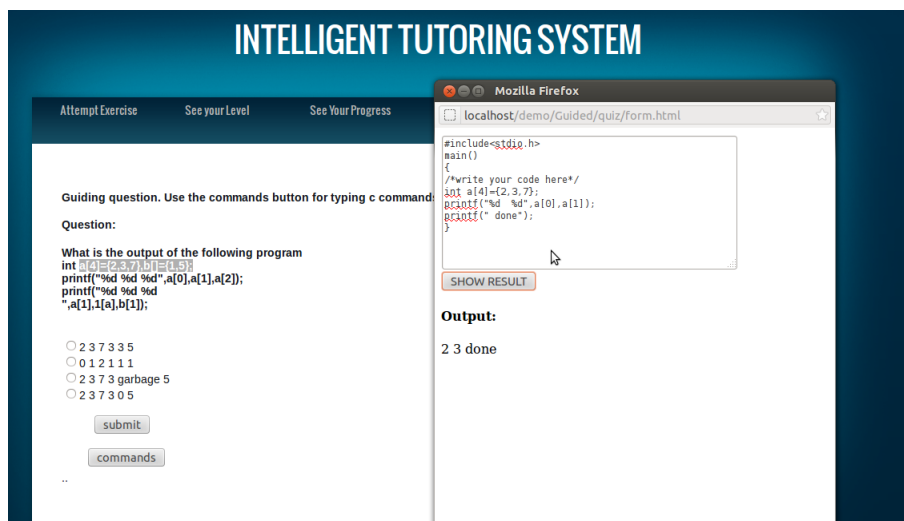 INTELLIGENT TUTORING SYSTEM
Attempt Exercise
See your Level
See Your Progress
Guiding question. Use the commands button for typing c command
Question:
What is the output of the following program
int a[4]={2,3,7},b[]={1,5};
printf("%d %d %d",a[0],a[1],a[2]);
printf("%d %d %d
",a[1],1[a],b[1]);
2 3 7 3 3 5
0 1 2 1 1 1
2 3 7 3 garbage 5
2 3 7 3 0 5
submit
commands
..
Mozilla Firefox
localhost/demo/Guided/quiz/form.html
#include<stdio.h>
main()
{
/*write your code here*/
int a[4]={2,3,7};
printf("%d  %d",a[0],a[1]);
printf(" done");
}
SHOW RESULT
Output:
2 3 done